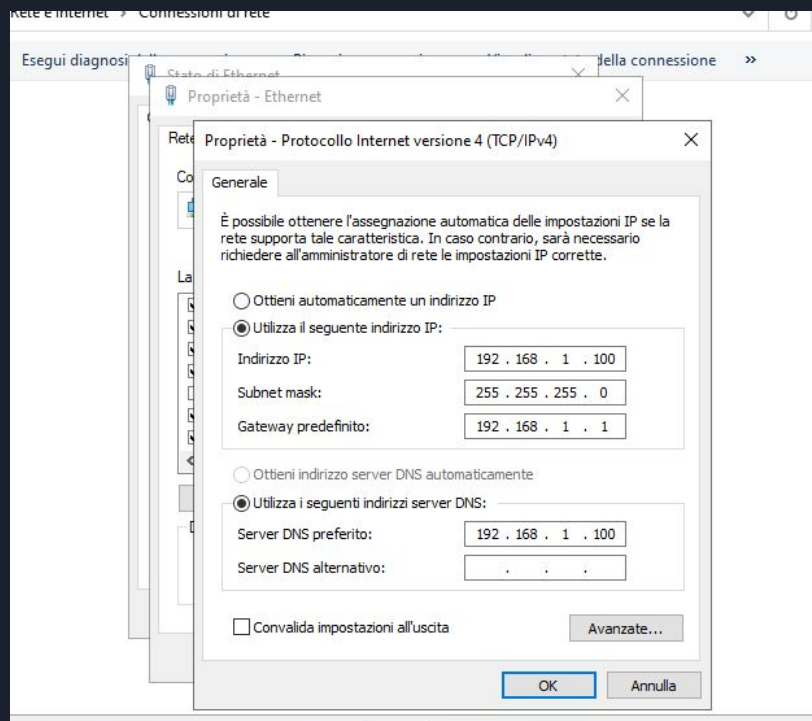 Rete e Internet > Connessioni di rete
Esegui diagnosi della connessione »
Stato di Ethernet
Proprietà - Ethernet
Rete
Proprietà - Protocollo Internet versione 4 (TCP/IPv4)
Co
Generale
È possibile ottenere l'assegnazione automatica delle impostazioni IP se la
rete supporta tale caratteristica. In caso contrario, sarà necessario
richiedere all'amministratore di rete le impostazioni IP corrette.
La
Ottieni automaticamente un indirizzo IP
Utilizza il seguente indirizzo IP:
Indirizzo IP: 192 . 168 . 1 . 100
Subnet mask: 255 . 255 . 255 . 0
Gateway predefinito: 192 . 168 . 1 . 1
Ottieni indirizzo server DNS automaticamente
Utilizza i seguenti indirizzi server DNS:
Server DNS preferito: 192 . 168 . 1 . 100
Server DNS alternativo: . . .
Convalida impostazioni all'uscita
Avanzate...
OK Annulla